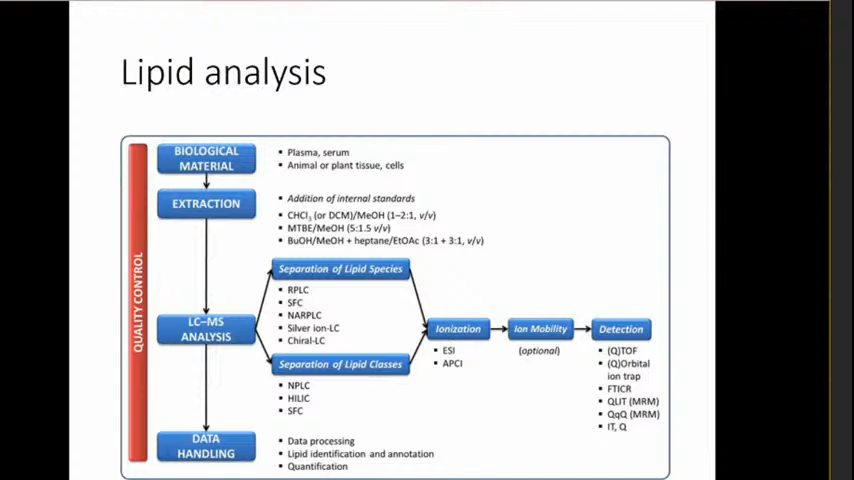 Lipid analysis
QUALITY CONTROL
BIOLOGICAL
MATERIAL
▪ Plasma, serum
▪ Animal or plant tissue, cells
EXTRACTION
▪ Addition of internal standards
▪ CHCl3 (or DCM)/MeOH (1–2:1, v/v)
▪ MTBE/MeOH (5:1.5 v/v)
▪ BuOH/MeOH + heptane/EtOAc (3:1 + 3:1, v/v)
LC–MS
ANALYSIS
Separation of Lipid Species
▪ RPLC
▪ SFC
▪ NARPLC
▪ Silver ion-LC
▪ Chiral-LC
Separation of Lipid Classes
▪ NPLC
▪ HILIC
▪ SFC
Ionization
▪ ESI
▪ APCI
Ion Mobility
(optional)
Detection
▪ (Q)TOF
▪ (Q)Orbital
ion trap
▪ FTICR
▪ QLIT (MRM)
▪ QqQ (MRM)
▪ IT, Q
DATA
HANDLING
▪ Data processing
▪ Lipid identification and annotation
▪ Quantification